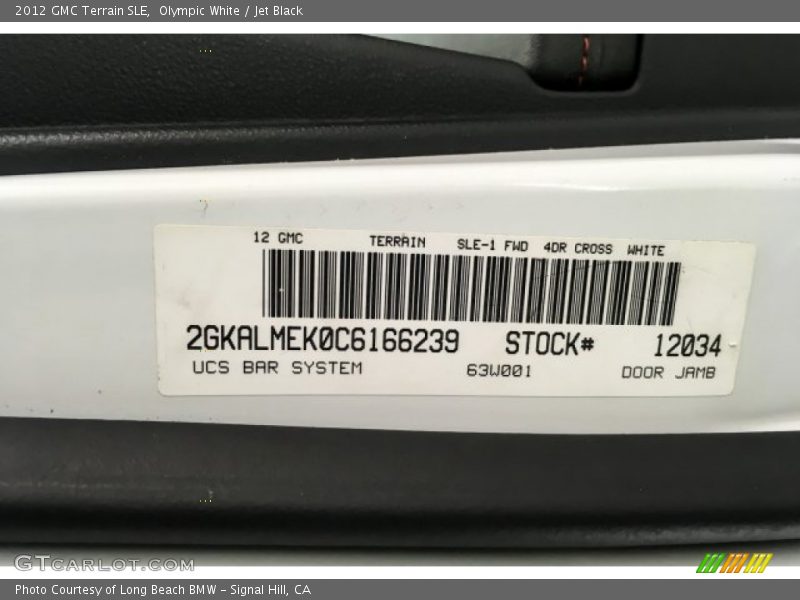 2012 GMC Terrain SLE, Olympic White / Jet Black
12 GMC TERRAIN SLE-1 FWD 4DR CROSS WHITE
2GKALMEK0C6166239 STOCK# 12034
UCS BAR SYSTEM 63W001 DOOR JAMB
GTCARLOT.COM
Photo Courtesy of Long Beach BMW - Signal Hill, CA